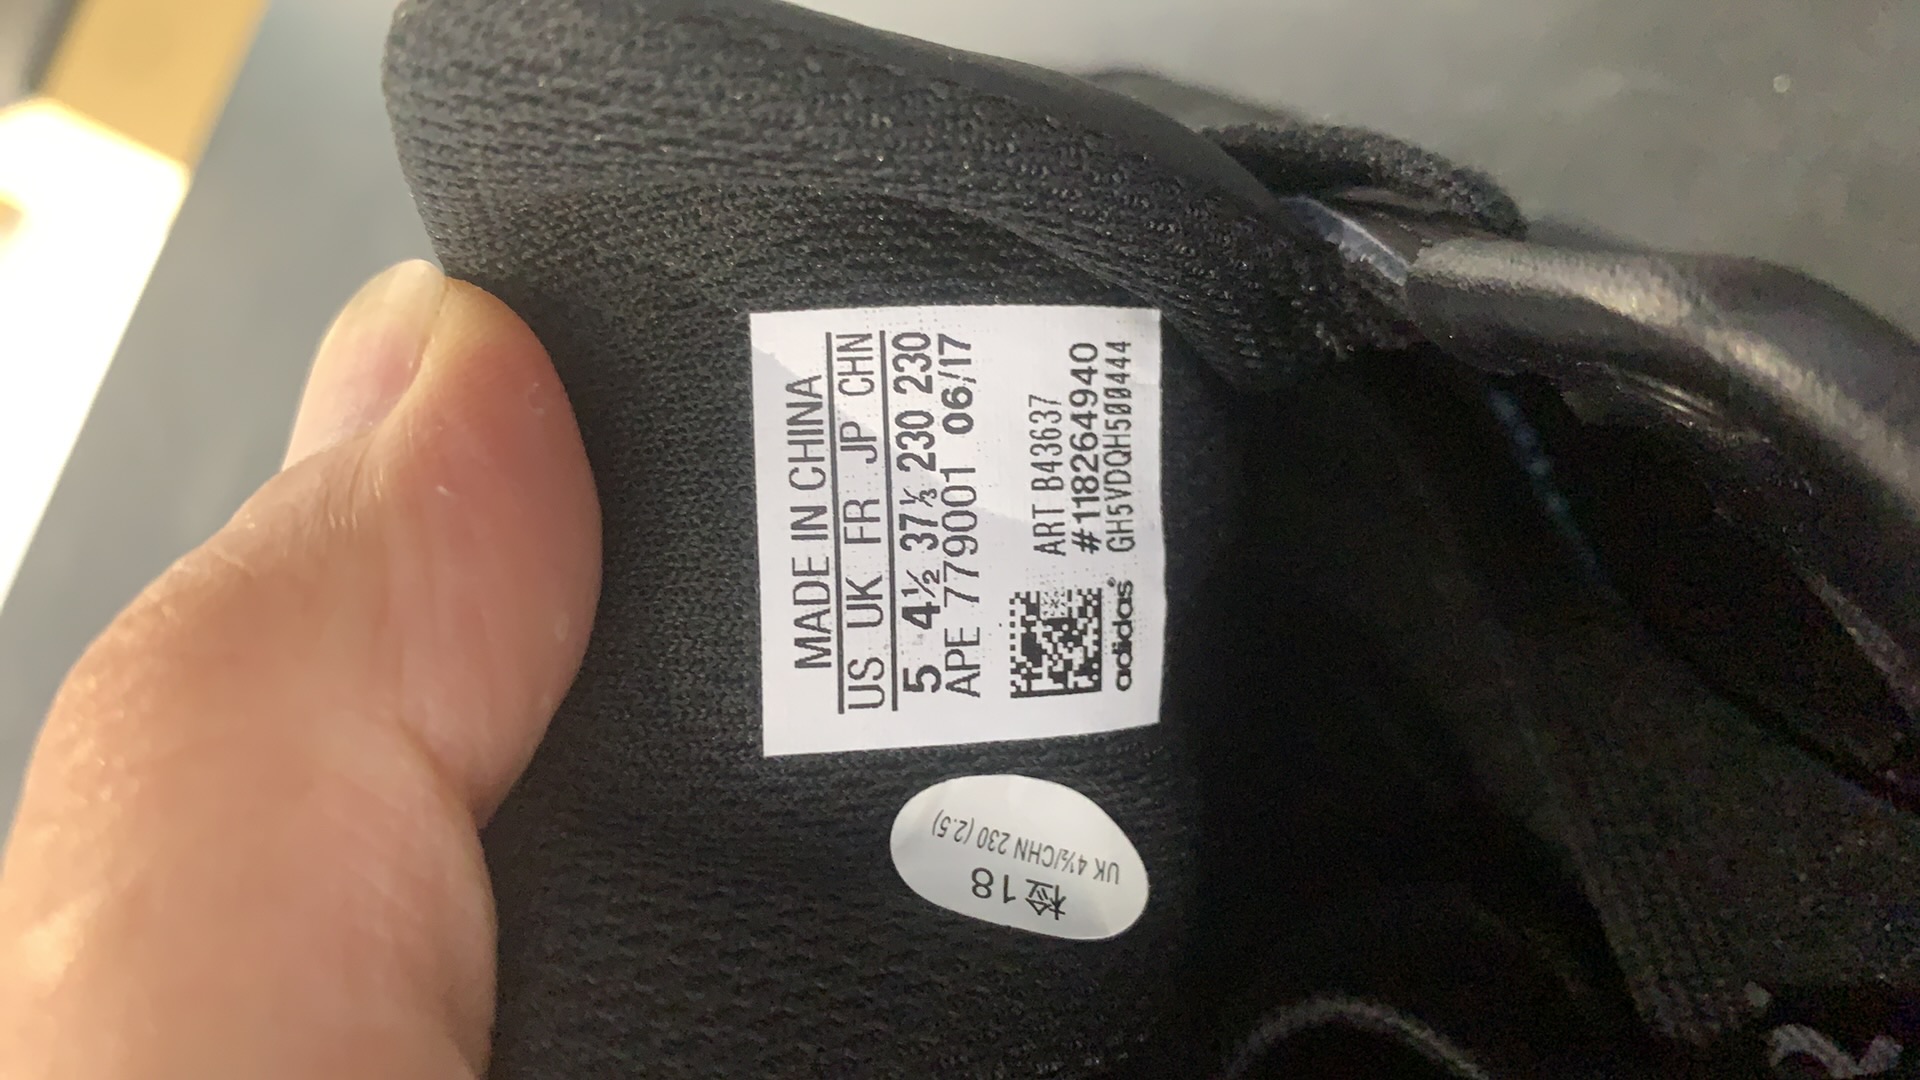 MADE IN CHINA
US UK FR JP CHN
5 4½ 37⅓ 230 230
APE 779001 06/17
ART B43637
#118264940
GH5VDQH500444
adidas®
检18
UK 4½/CHN 230 (2.5)